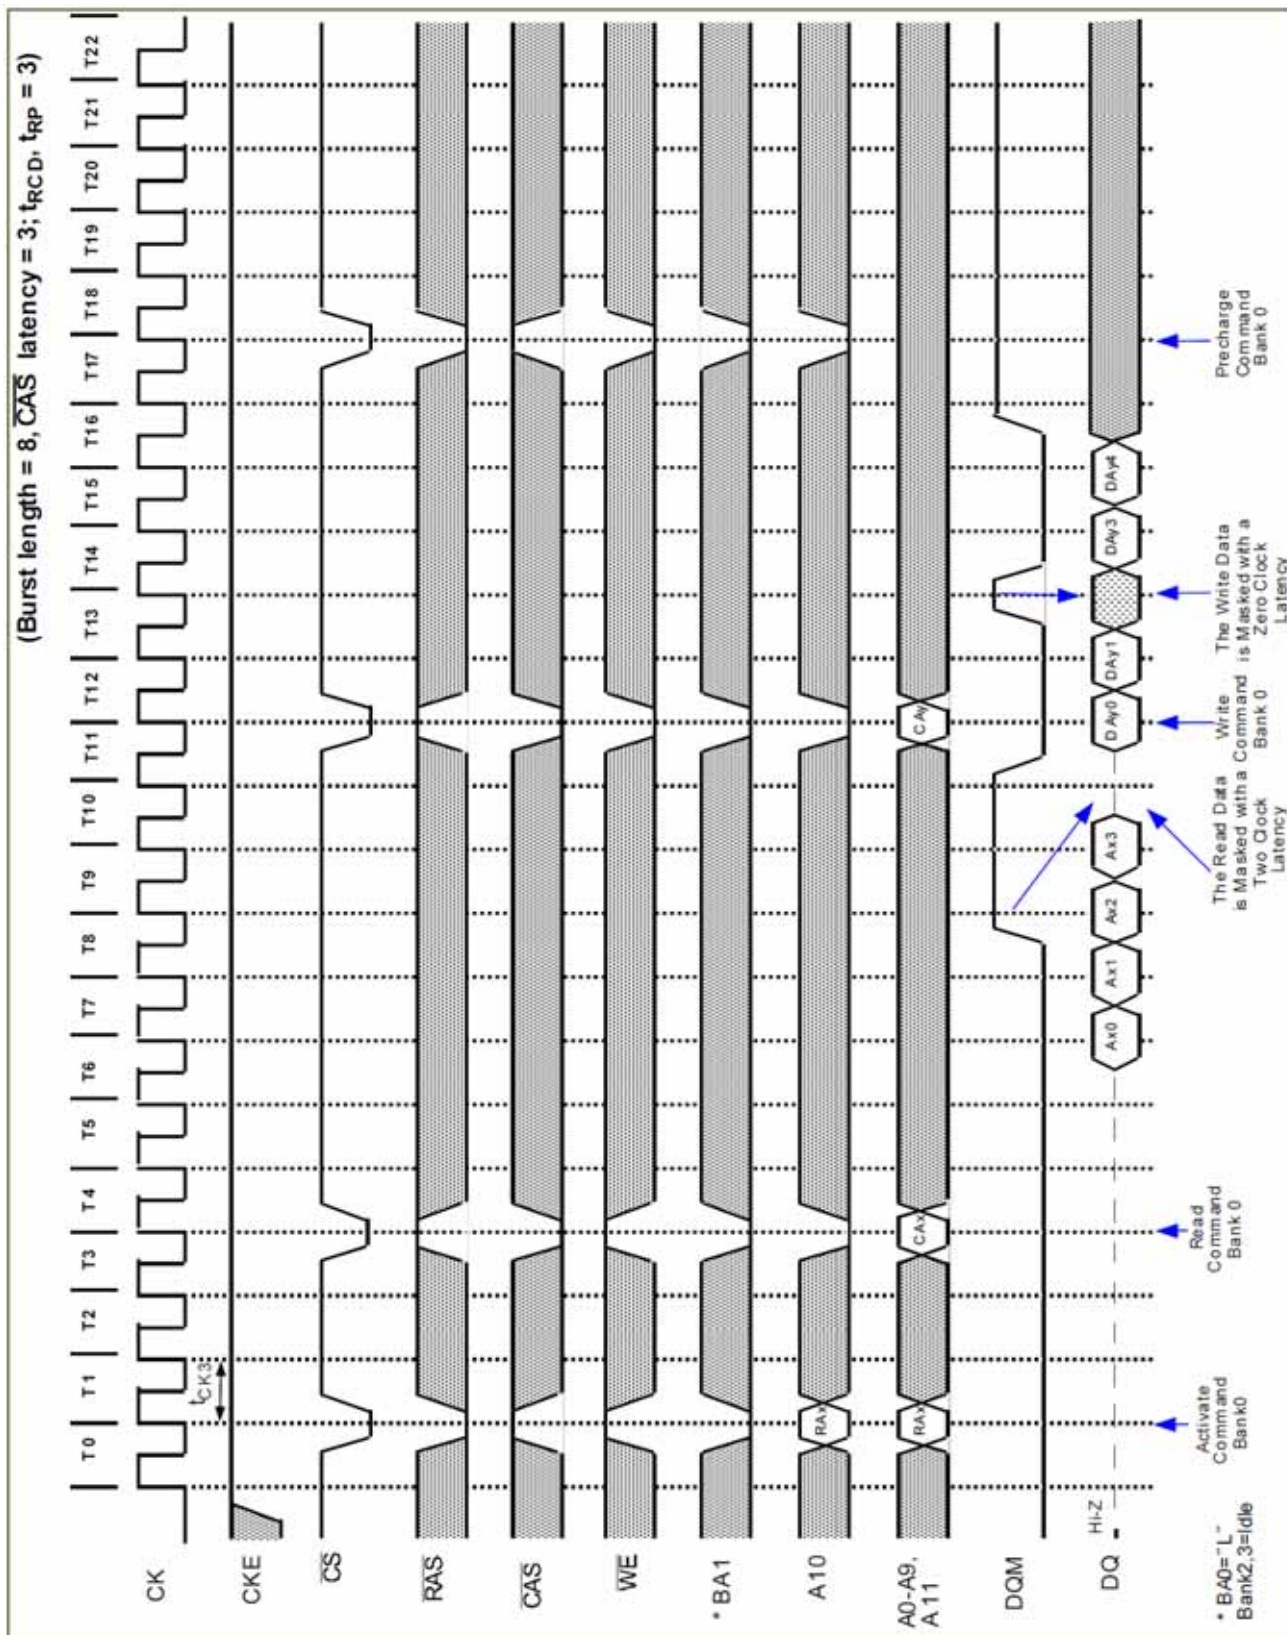 (Burst length = 8, CAS latency = 3; tRCD, tRP = 3)
T0 T1 T2 T3 T4 T5 T6 T7 T8 T9 T10 T11 T12 T13 T14 T15 T16 T17 T18 T19 T20 T21 T22
CK
tCK3
CKE
CS
RAS
CAS
WE
* BA1
A10
RAx
A0-A9,
A11
RAx CAx CAy
DQM
DQ
Hi-Z
Ax0 Ax1 Ax2 Ax3 DAy0 DAy1 DAy3 DAy4
* BA0="L"
Bank2,3=Idle
Activate
Command
Bank0
Read
Command
Bank 0
The Read Data
is Masked with a
Two Clock
Latency
Write
Command
Bank 0
The Write Data
is Masked with a
Zero Clock
Latency
Precharge
Command
Bank 0